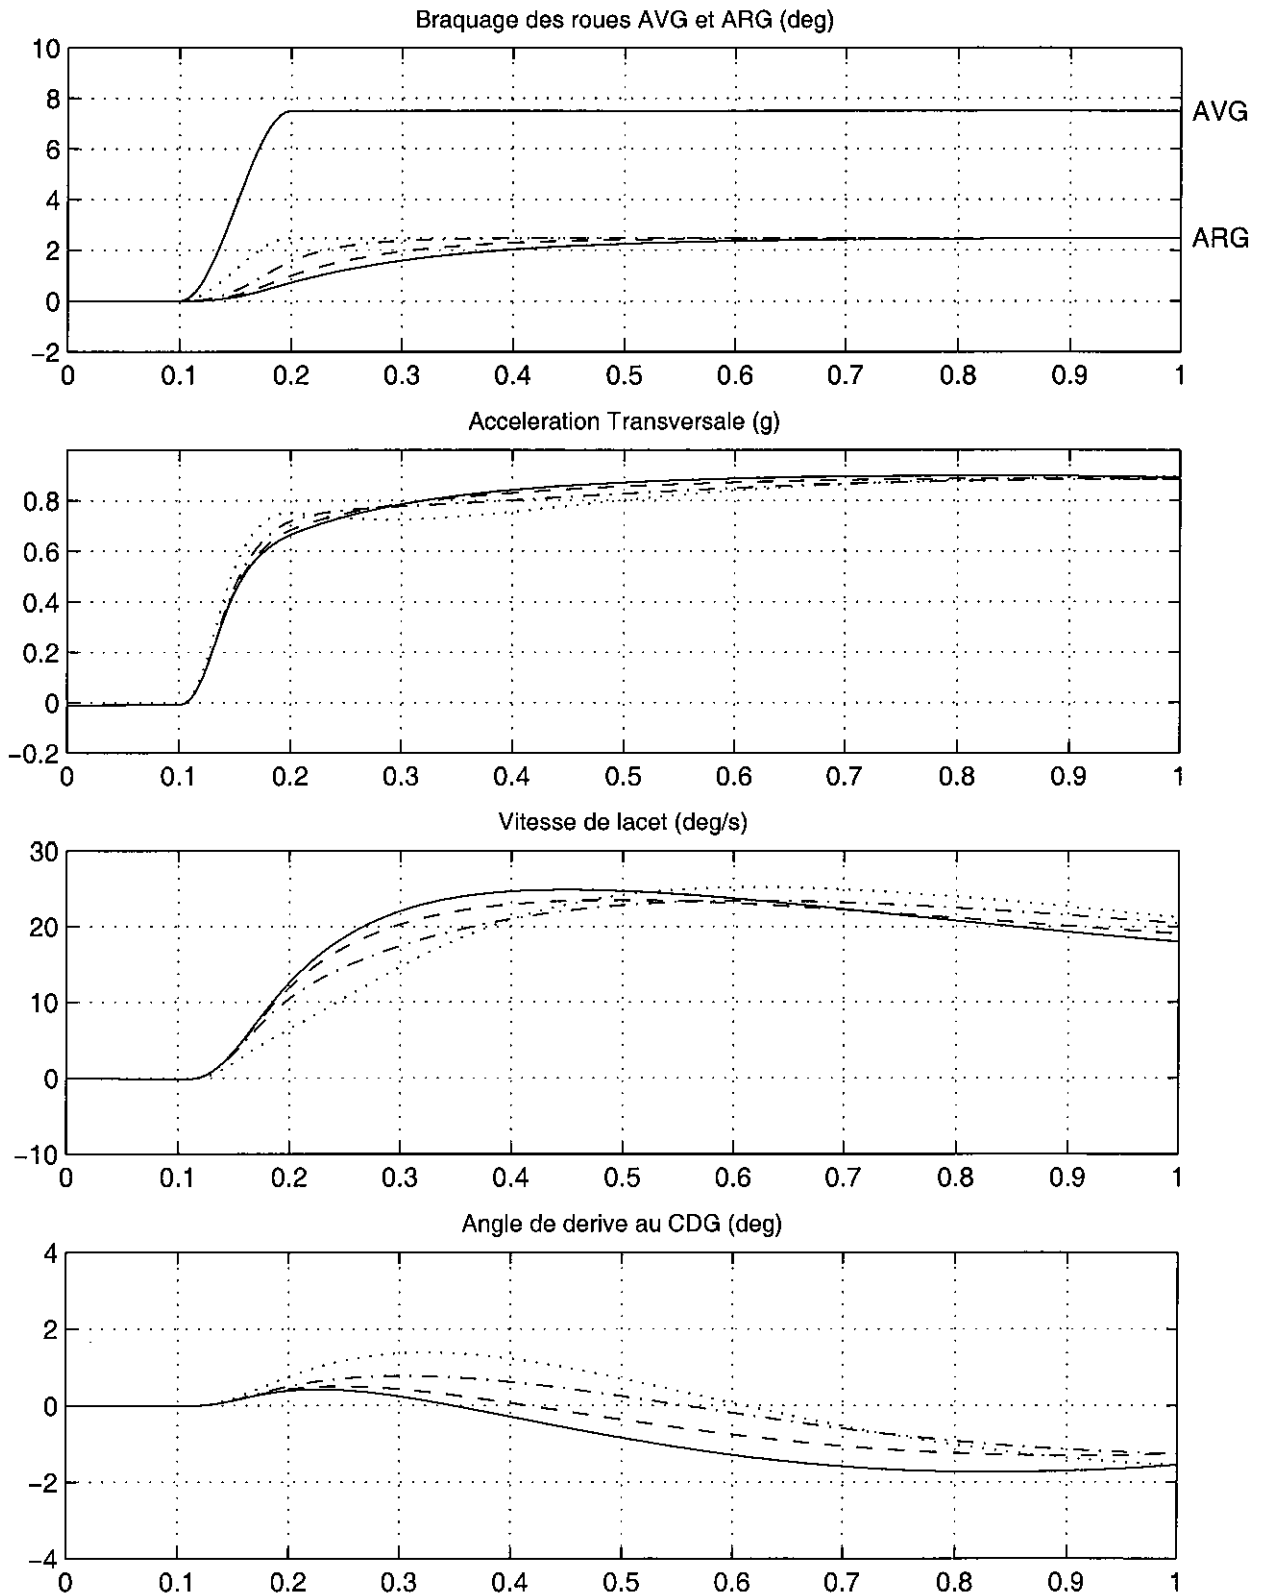 Braquage des roues AVG et ARG (deg)
10
8
6
4
2
0
−2
AVG
ARG
0 0.1 0.2 0.3 0.4 0.5 0.6 0.7 0.8 0.9 1
Acceleration Transversale (g)
0.8
0.6
0.4
0.2
0
−0.2
0 0.1 0.2 0.3 0.4 0.5 0.6 0.7 0.8 0.9 1
Vitesse de lacet (deg/s)
30
20
10
0
−10
0 0.1 0.2 0.3 0.4 0.5 0.6 0.7 0.8 0.9 1
Angle de derive au CDG (deg)
4
2
0
−2
−4
0 0.1 0.2 0.3 0.4 0.5 0.6 0.7 0.8 0.9 1